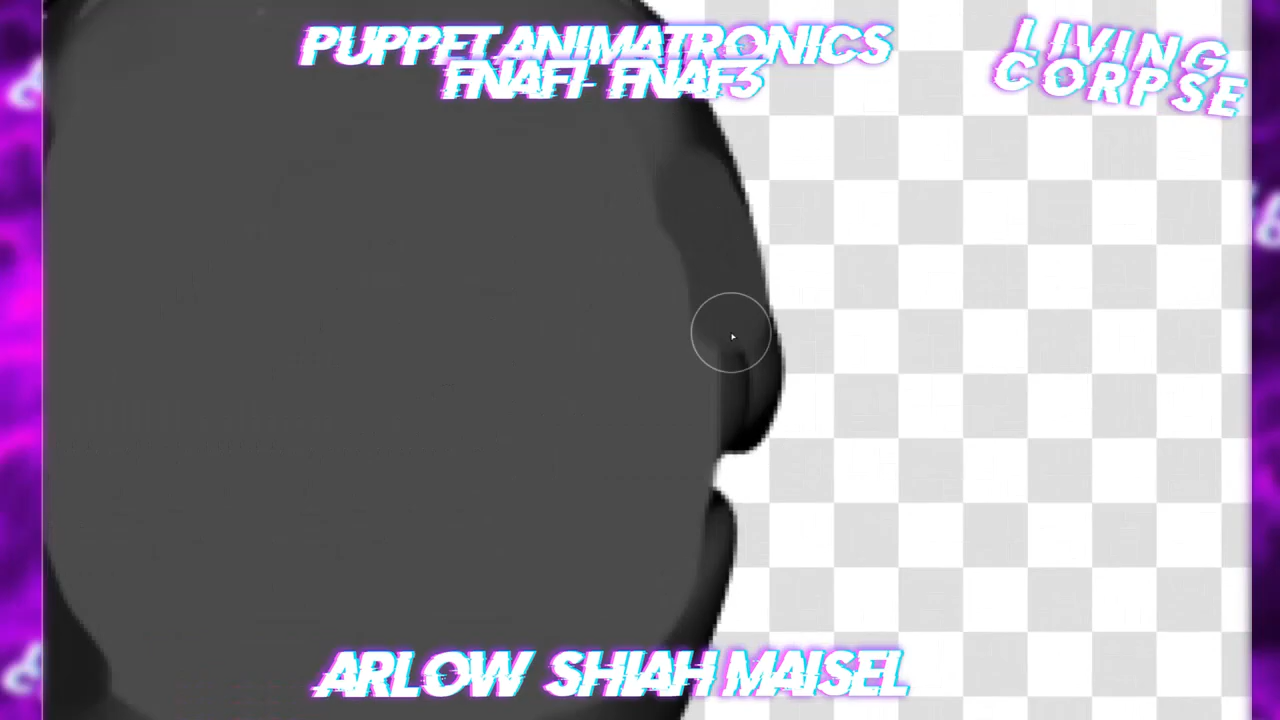 PUPPET ANIMATRONICS
FNAF1- FNAF3
LIVING
CORPSE
ARLOW SHIAH MAISEL